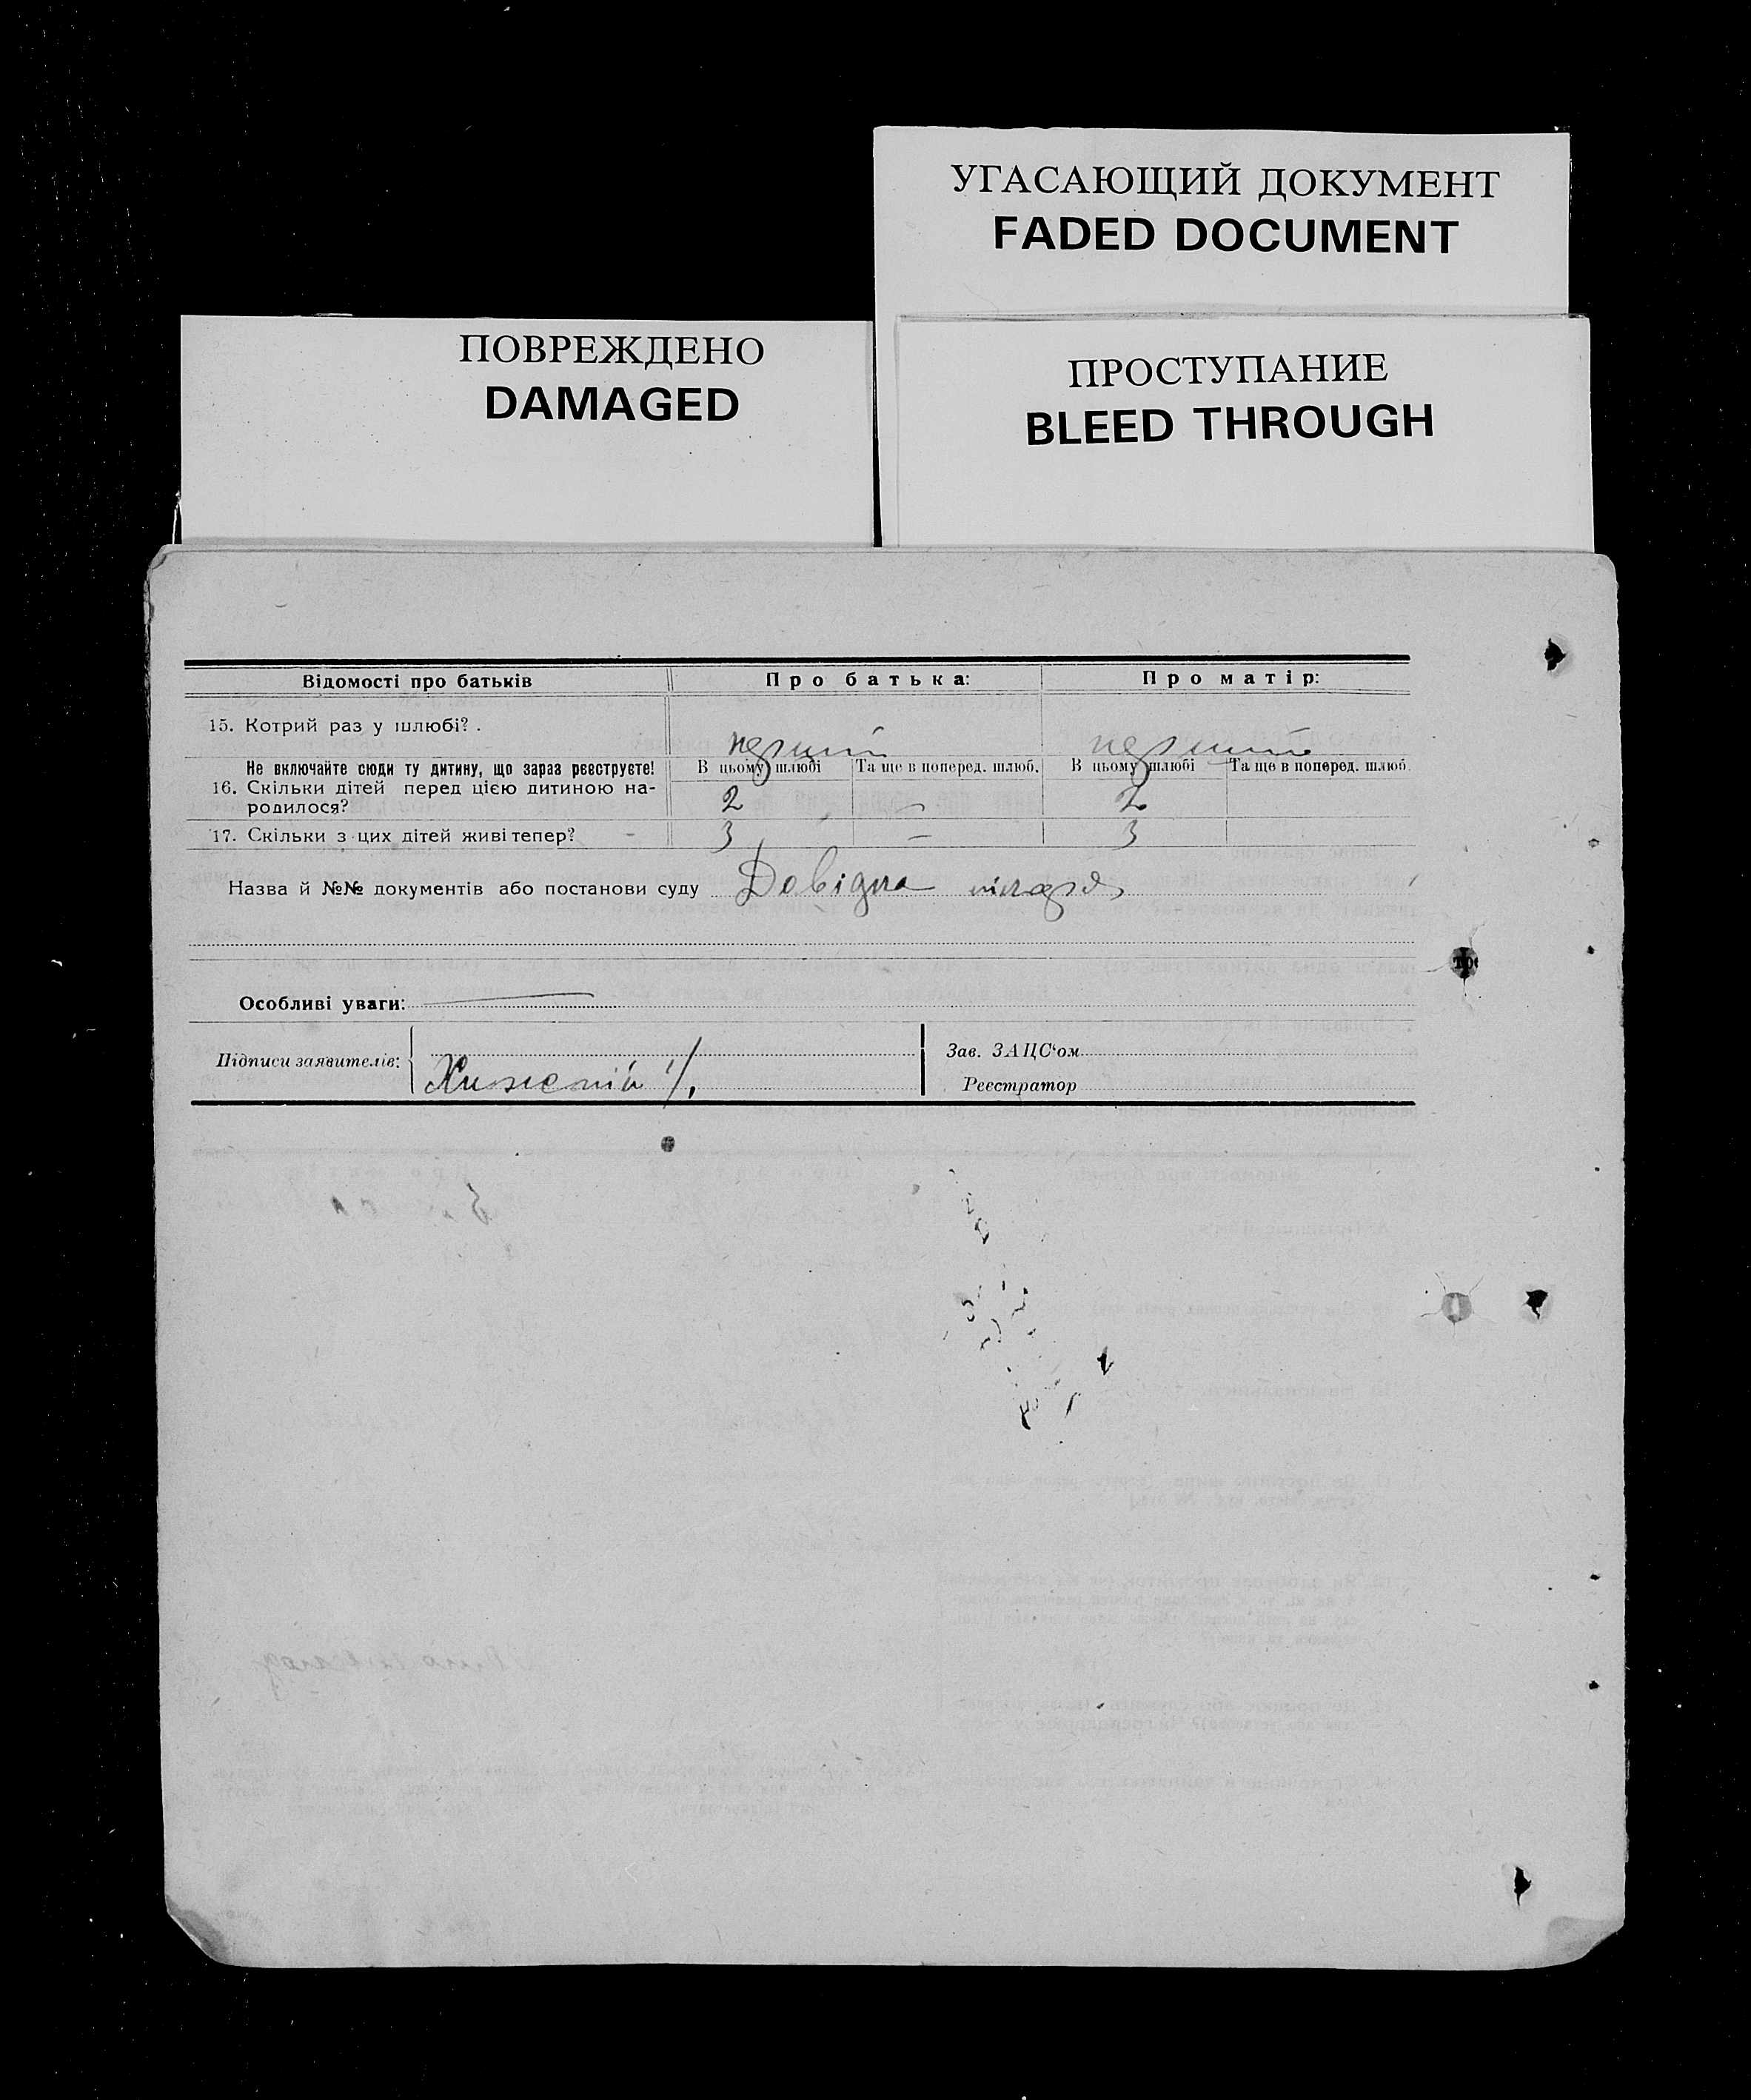 УГАСАЮЩИЙ ДОКУМЕНТ
FADED DOCUMENT
ПОВРЕЖДЕНО
DAMAGED
ПРОСТУПАНИЕ
BLEED THROUGH
Відомості про батьків Про батька: Про матір:
15. Котрий раз у шлюбі? .
перший перший
Не включайте сюди ту дитину, що зараз реєструєте! В цьому шлюбі Та ще в поперед. шлюб. В цьому шлюбі Та ще в поперед. шлюб.
16. Скільки дітей перед цією дитиною на-
родилося? 2 - 2
17. Скільки з цих дітей живі тепер? 3 — 3
Назва й №№ документів або постанови суду Довідка
Особливі уваги:
Підписи заявителів:
Зав. ЗАЦС'ом
Реєстратор